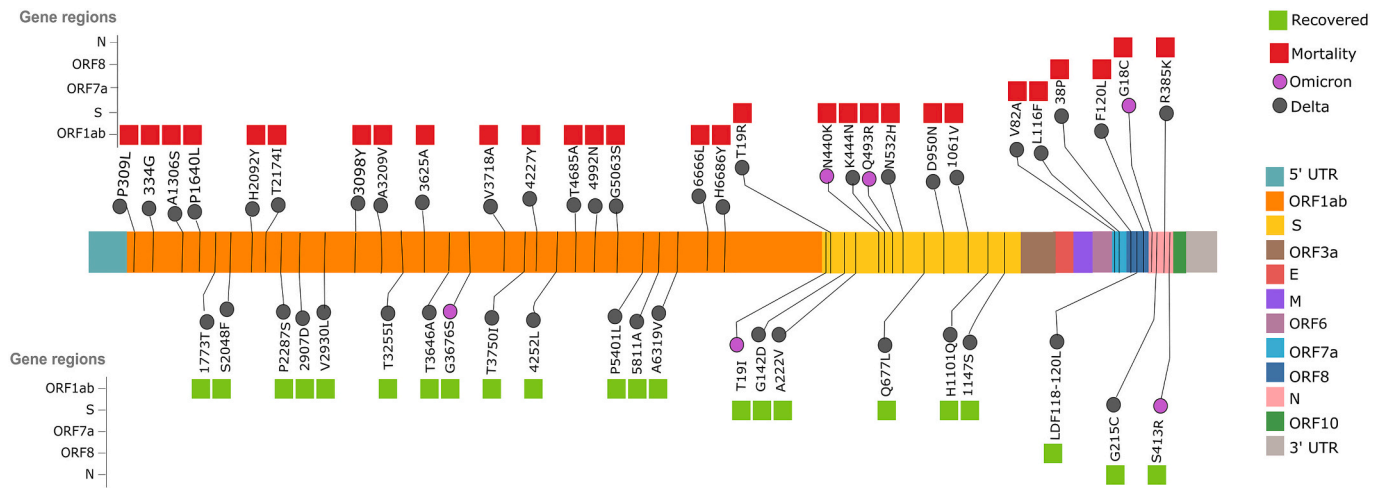 Gene regions
N
ORF8
ORF7a
S
ORF1ab
P309L
334G
A1306S
P1640L
H2092Y
T2174I
3098Y
A3209V
3625A
V3718A
4227Y
T4685A
4992N
G5063S
6666L
H6686Y
T19R
N440K
K444N
Q493R
N532H
D950N
1061V
V82A
L116F
38P
F120L
G18C
R385K
1773T
S2048F
P2287S
2907D
V2930L
T3255I
T3646A
G3676S
T3750I
4252L
P5401L
5811A
A6319V
T19I
G142D
A222V
Q677L
H1101Q
1147S
LDF118-120L
G215C
S413R
Gene regions
ORF1ab
S
ORF7a
ORF8
N
Recovered
Mortality
Omicron
Delta
5' UTR
ORF1ab
S
ORF3a
E
M
ORF6
ORF7a
ORF8
N
ORF10
3' UTR